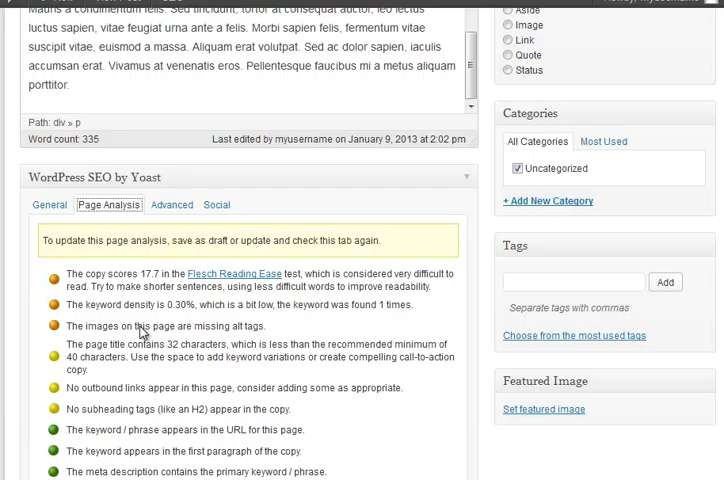 Mauris a condimentum leo. Sed tincidunt, tortor at consequat auctor, leo lectus
luctus sapien, vitae feugiat urna ante a felis. Morbi sapien felis, fermentum vitae
suscipit vitae, euismod a massa. Aliquam erat volutpat. Sed ac dolor sapien, iaculis
accumsan erat. Vivamus at venenatis eros. Pellentesque faucibus mi a metus aliquam
porttitor.
Path: div » p
Word count: 335
Last edited by myusername on January 9, 2013 at 2:02 pm
WordPress SEO by Yoast
General
Page Analysis
Advanced
Social
To update this page analysis, save as draft or update and check this tab again.
The copy scores 17.7 in the Flesch Reading Ease test, which is considered very difficult to
read. Try to make shorter sentences, using less difficult words to improve readability.
The keyword density is 0.30%, which is a bit low, the keyword was found 1 times.
The images on this page are missing alt tags.
The page title contains 32 characters, which is less than the recommended minimum of
40 characters. Use the space to add keyword variations or create compelling call-to-action
copy.
No outbound links appear in this page, consider adding some as appropriate.
No subheading tags (like an H2) appear in the copy.
The keyword / phrase appears in the URL for this page.
The keyword appears in the first paragraph of the copy.
The meta description contains the primary keyword / phrase.
Aside
Image
Link
Quote
Status
Categories
All Categories
Most Used
Uncategorized
+ Add New Category
Tags
Add
Separate tags with commas
Choose from the most used tags
Featured Image
Set featured image